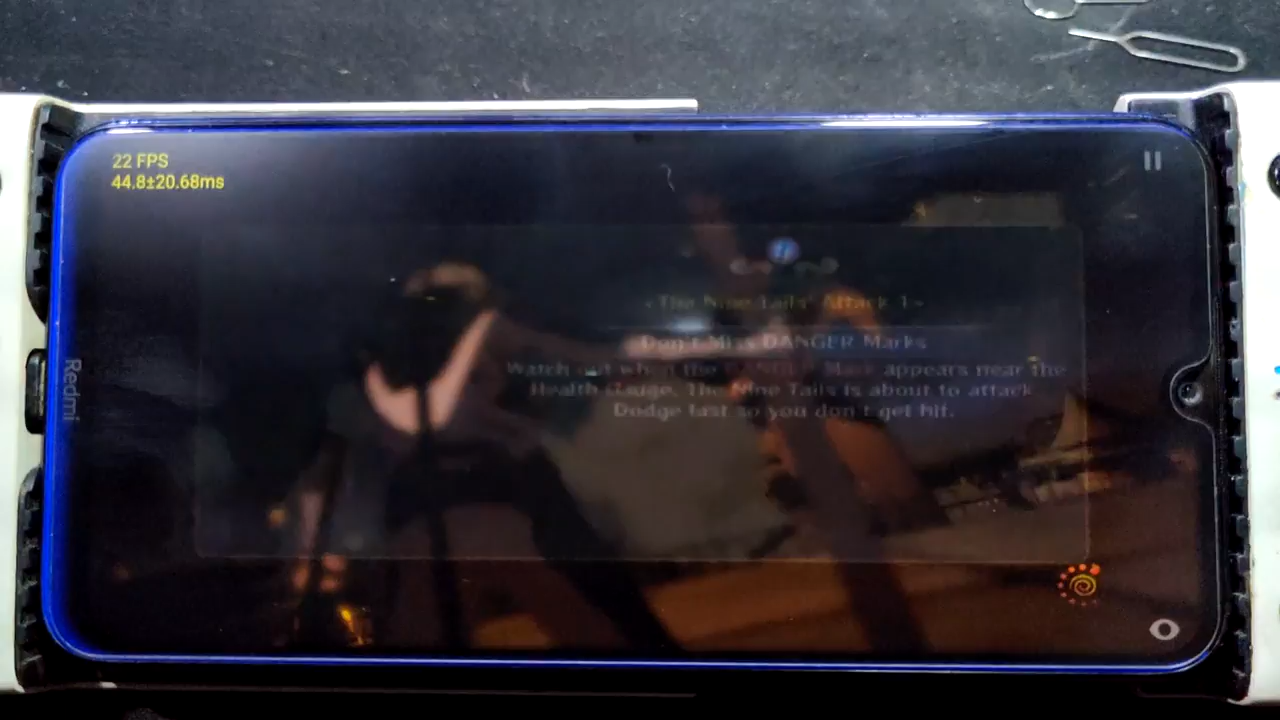 22 FPS
44.8±20.68ms
Redmi
«The Nine Tails' Attack 1»
Don't Miss DANGER Marks
Watch out when the DANGER Mark appears near the
Health Gauge. The Nine Tails is about to attack
Dodge fast so you don't get hit.